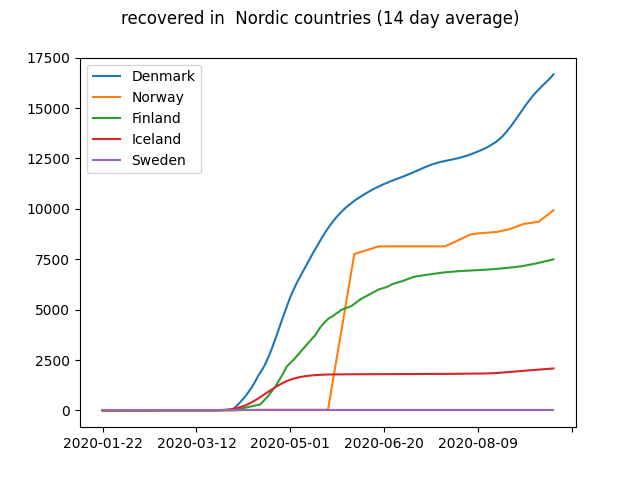 recovered in  Nordic countries (14 day average)
17500
15000
12500
10000
7500
5000
2500
0
Denmark
Norway
Finland
Iceland
Sweden
2020-01-22 2020-03-12 2020-05-01 2020-06-20 2020-08-09